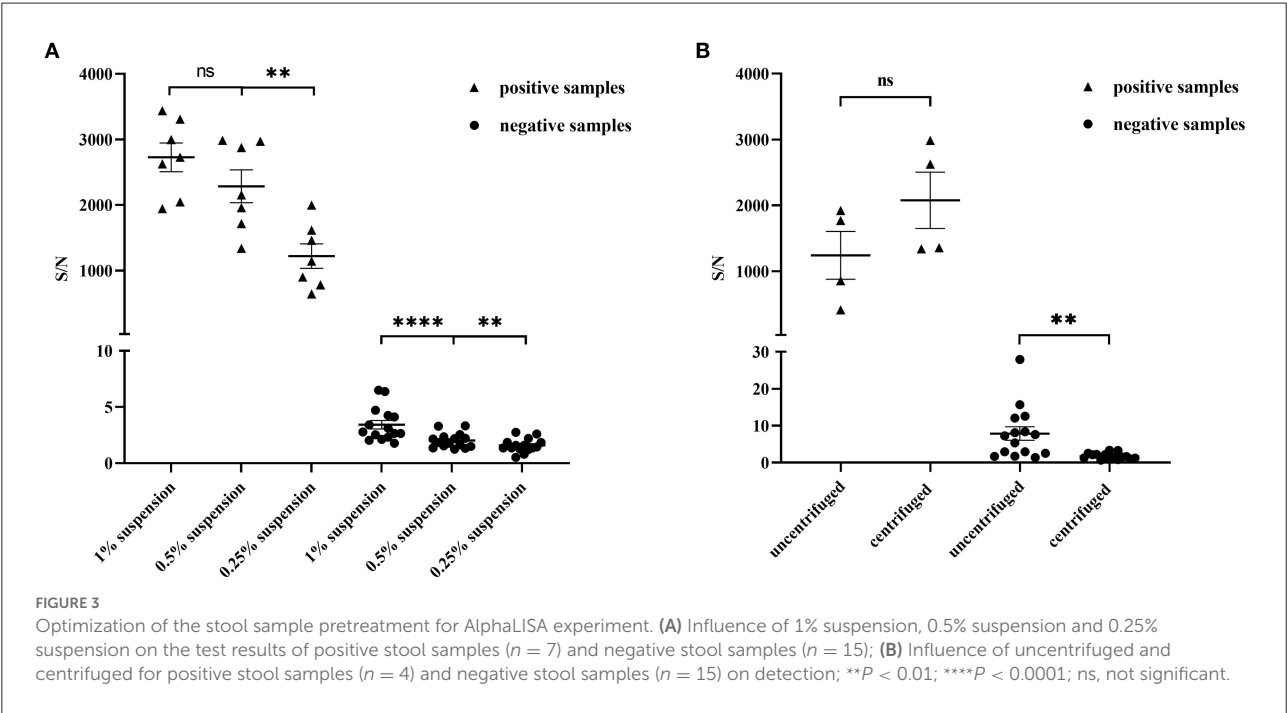 A
4000
3000
2000
1000
10
5
0
S/N
ns
**
****
**
positive samples
negative samples
1% suspension
0.5% suspension
0.25% suspension
1% suspension
0.5% suspension
0.25% suspension
B
4000
3000
2000
1000
30
20
10
0
S/N
ns
**
positive samples
negative samples
uncentrifuged
centrifuged
uncentrifuged
centrifuged
FIGURE 3
Optimization of the stool sample pretreatment for AlphaLISA experiment. (A) Influence of 1% suspension, 0.5% suspension and 0.25%
suspension on the test results of positive stool samples (n = 7) and negative stool samples (n = 15); (B) Influence of uncentrifuged and
centrifuged for positive stool samples (n = 4) and negative stool samples (n = 15) on detection; **P < 0.01; ****P < 0.0001; ns, not significant.